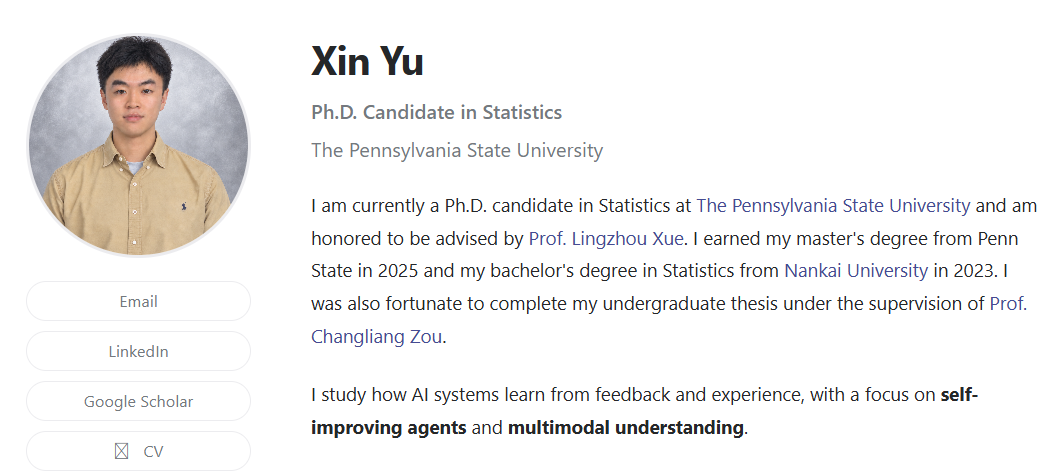 Xin Yu
Ph.D. Candidate in Statistics
The Pennsylvania State University
I am currently a Ph.D. candidate in Statistics at The Pennsylvania State University and am
honored to be advised by Prof. Lingzhou Xue. I earned my master's degree from Penn
State in 2025 and my bachelor's degree in Statistics from Nankai University in 2023. I
was also fortunate to complete my undergraduate thesis under the supervision of Prof.
Changliang Zou.
I study how AI systems learn from feedback and experience, with a focus on self-
improving agents and multimodal understanding.
Email
LinkedIn
Google Scholar
CV